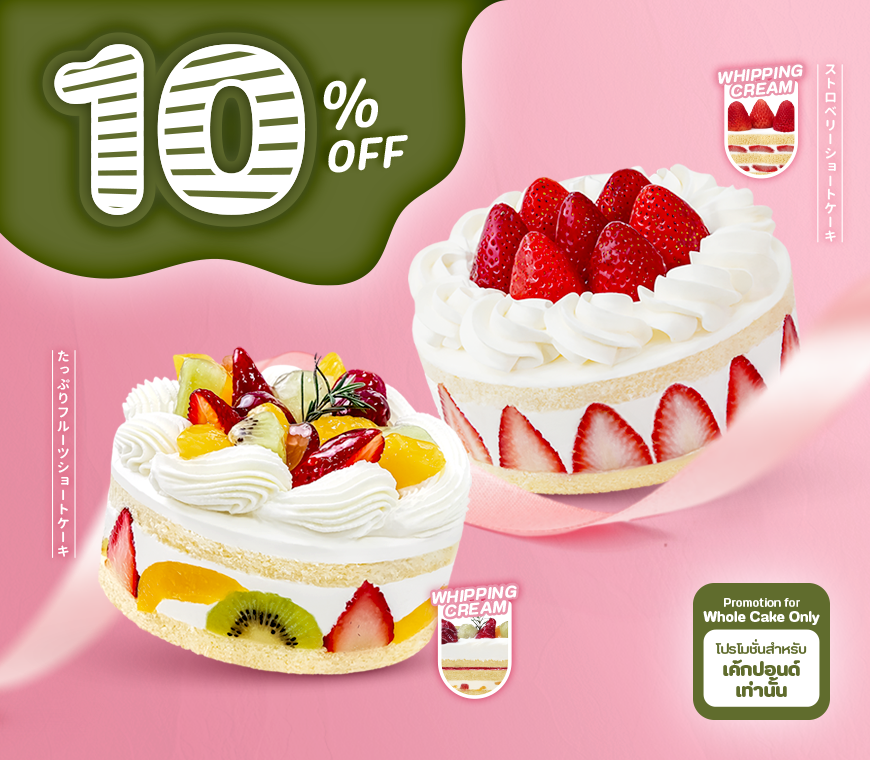 10
%
OFF
WHIPPING
CREAM
ストロベリーショートケーキ
たっぷりフルーツショートケーキ
WHIPPING
CREAM
Promotion for
Whole Cake Only
โปรโมชั่นสำหรับ
เค้กปอนด์
เท่านั้น